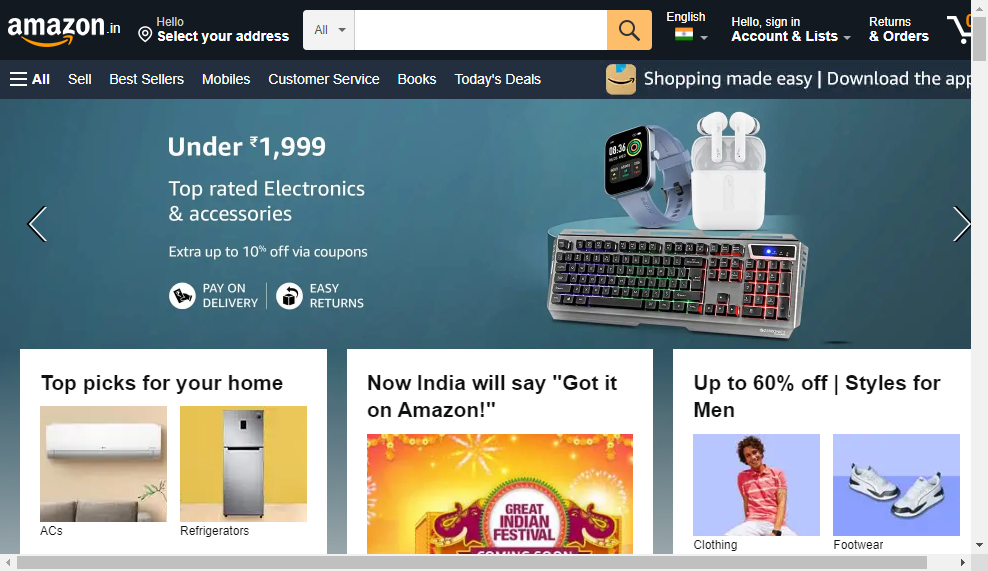 amazon.in
Hello
Select your address
All
English
Hello, sign in
Account & Lists
Returns
& Orders
0
All
Sell
Best Sellers
Mobiles
Customer Service
Books
Today's Deals
Shopping made easy | Download the app
Under ₹1,999
Top rated Electronics
& accessories
Extra up to 10% off via coupons
PAY ON
DELIVERY
EASY
RETURNS
08:36
Top picks for your home
ACs
Refrigerators
Now India will say "Got it
on Amazon!"
GREAT
INDIAN
FESTIVAL
COMING SOON
Up to 60% off | Styles for
Men
Clothing
Footwear